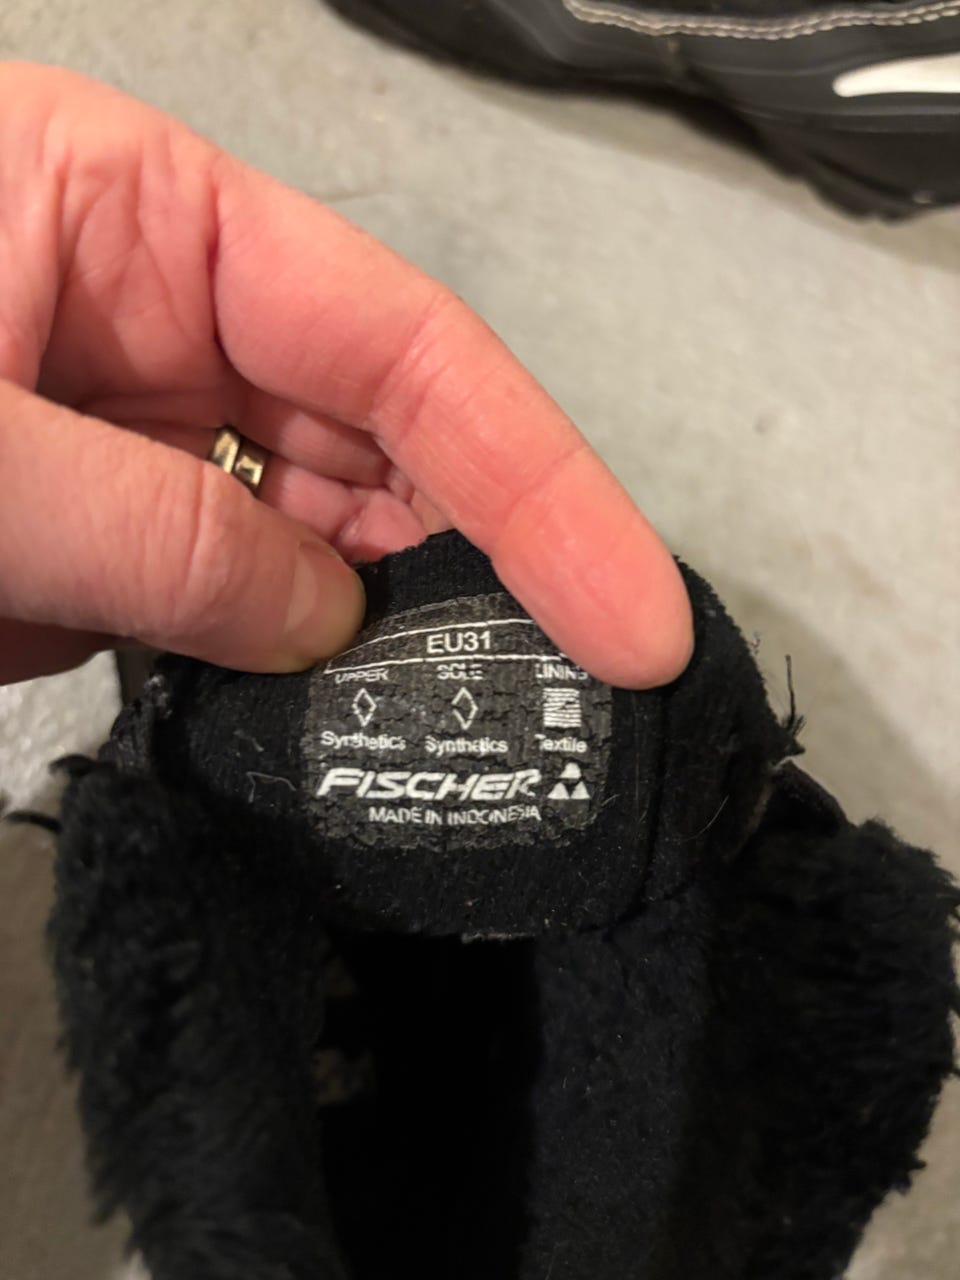 EU31
UPPER SOLE LINING
Synthetics Synthetics Textile
FISCHER
MADE IN INDONESIA